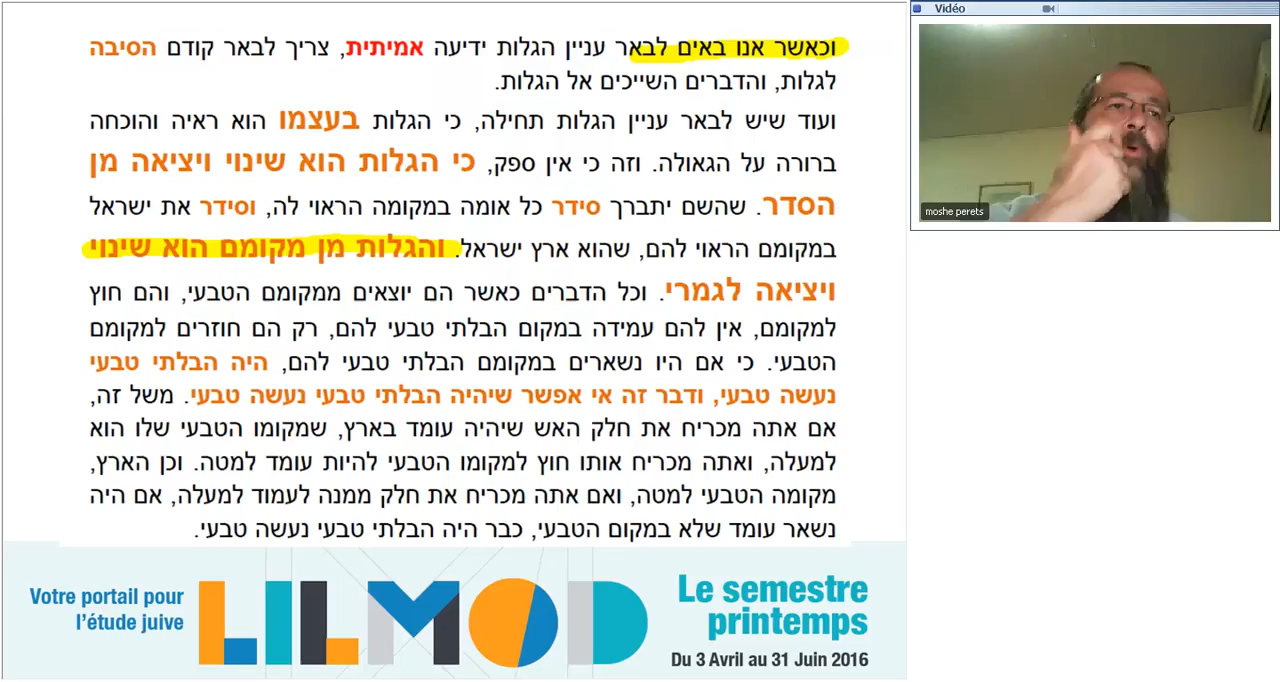 Vidéo
moshe perets
וכאשר אנו באים לבאר עניין הגלות ידיעה אמיתית, צריך לבאר קודם הסיבה
לגלות, והדברים השייכים אל הגלות.
ועוד שיש לבאר עניין הגלות תחילה, כי הגלות בעצמו הוא ראיה והוכחה
ברורה על הגאולה. וזה כי אין ספק, כי הגלות הוא שינוי ויציאה מן
הסדר. שהשם יתברך סידר כל אומה במקומה הראוי לה, וסידר את ישראל
במקומם הראוי להם, שהוא ארץ ישראל. והגלות מן מקומם הוא שינוי
ויציאה לגמרי. וכל הדברים כאשר הם יוצאים ממקומם הטבעי, והם חוץ
למקומם, אין להם עמידה במקום הבלתי טבעי להם, רק הם חוזרים למקומם
הטבעי. כי אם היו נשארים במקומם הבלתי טבעי להם, היה הבלתי טבעי
נעשה טבעי, ודבר זה אי אפשר שיהיה הבלתי טבעי נעשה טבעי. משל זה,
אם אתה מכריח את חלק האש שיהיה עומד בארץ, שמקומו הטבעי שלו הוא
למעלה, ואתה מכריח אותו חוץ למקומו הטבעי להיות עומד למטה. וכן הארץ,
מקומה הטבעי למטה, ואם אתה מכריח את חלק ממנה לעמוד למעלה, אם היה
נשאר עומד שלא במקום הטבעי, כבר היה הבלתי טבעי נעשה טבעי.
Votre portail pour
l'étude juive
LILMOD
Le semestre
printemps
Du 3 Avril au 31 Juin 2016